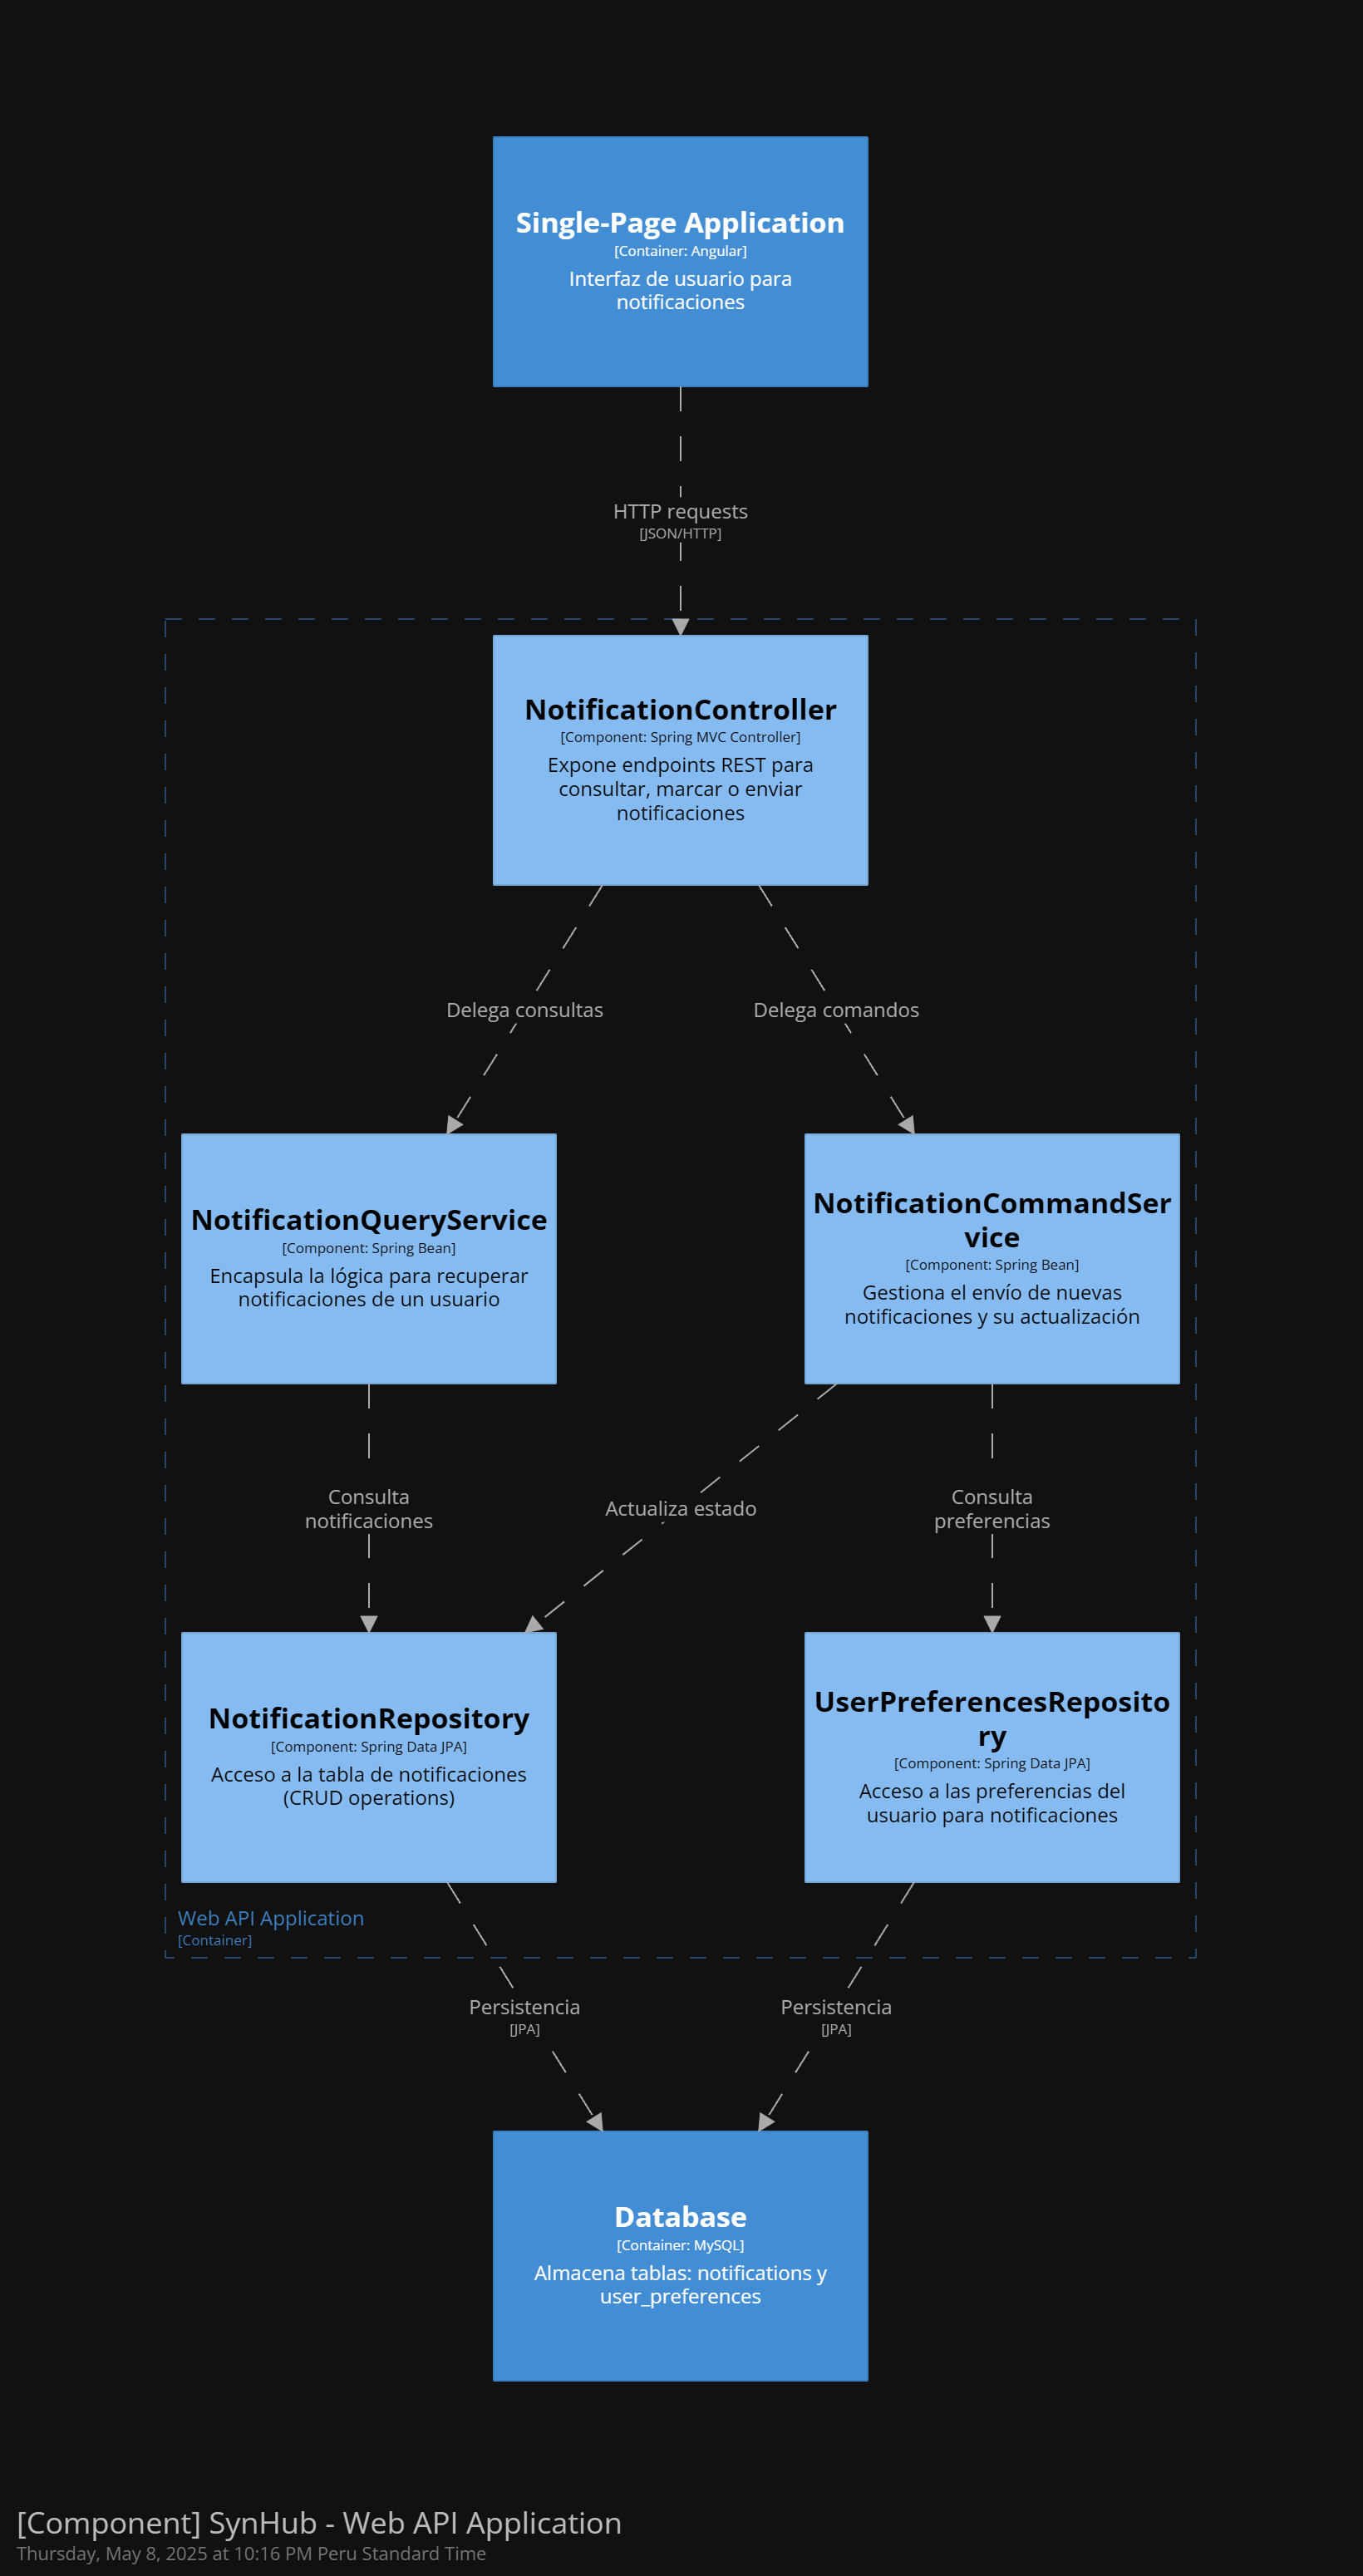 Single-Page Application
[Container: Angular]
Interfaz de usuario para
notificaciones
HTTP requests
[JSON/HTTP]
NotificationController
[Component: Spring MVC Controller]
Expone endpoints REST para
consultar, marcar o enviar
notificaciones
Delega consultas
Delega comandos
NotificationQueryService
[Component: Spring Bean]
Encapsula la lógica para recuperar
notificaciones de un usuario
NotificationCommandSer
vice
[Component: Spring Bean]
Gestiona el envío de nuevas
notificaciones y su actualización
Consulta
notificaciones
Actualiza estado
Consulta
preferencias
NotificationRepository
[Component: Spring Data JPA]
Acceso a la tabla de notificaciones
(CRUD operations)
UserPreferencesReposito
ry
[Component: Spring Data JPA]
Acceso a las preferencias del
usuario para notificaciones
Web API Application
[Container]
Persistencia
[JPA]
Persistencia
[JPA]
Database
[Container: MySQL]
Almacena tablas: notifications y
user_preferences
[Component] SynHub - Web API Application
Thursday, May 8, 2025 at 10:16 PM Peru Standard Time